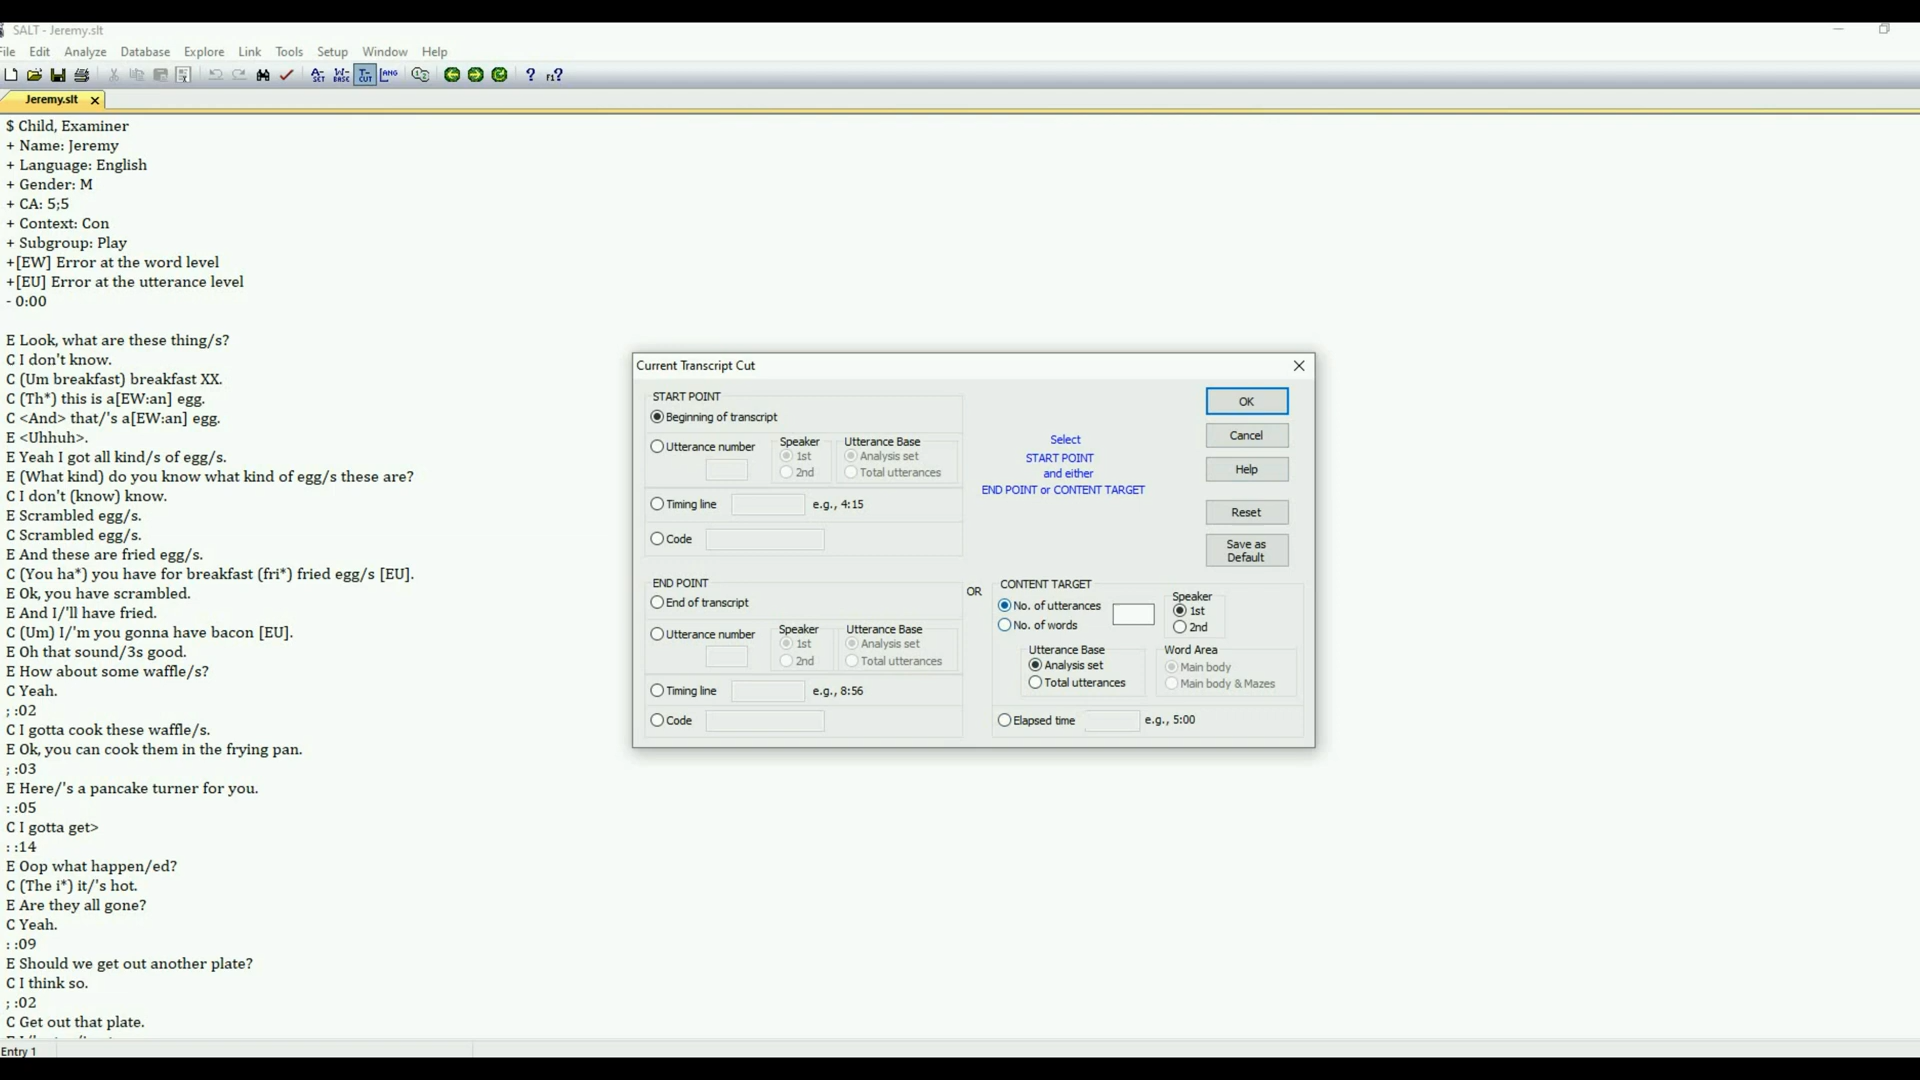 SALT - Jeremy.slt
File Edit Analyze Database Explore Link Tools Setup Window Help
A-SET W-BASE T-CUT LANG ? F1?
Jeremy.slt
$ Child, Examiner
+ Name: Jeremy
+ Language: English
+ Gender: M
+ CA: 5;5
+ Context: Con
+ Subgroup: Play
+[EW] Error at the word level
+[EU] Error at the utterance level
- 0:00
E Look, what are these thing/s?
C I don't know.
C (Um breakfast) breakfast XX.
C (Th*) this is a[EW:an] egg.
C <And> that/'s a[EW:an] egg.
E <Uhhuh>.
E Yeah I got all kind/s of egg/s.
E (What kind) do you know what kind of egg/s these are?
C I don't (know) know.
E Scrambled egg/s.
C Scrambled egg/s.
E And these are fried egg/s.
C (You ha*) you have for breakfast (fri*) fried egg/s [EU].
E Ok, you have scrambled.
E And I/'ll have fried.
C (Um) I/'m you gonna have bacon [EU].
E Oh that sound/3s good.
E How about some waffle/s?
C Yeah.
; :02
C I gotta cook these waffle/s.
E Ok, you can cook them in the frying pan.
; :03
E Here/'s a pancake turner for you.
: :05
C I gotta get>
: :14
E Oop what happen/ed?
C (The i*) it/'s hot.
E Are they all gone?
C Yeah.
: :09
E Should we get out another plate?
C I think so.
; :02
C Get out that plate.
Entry 1
Current Transcript Cut
START POINT
Beginning of transcript
Utterance number
Speaker
1st
2nd
Utterance Base
Analysis set
Total utterances
Timing line e.g., 4:15
Code
Select
START POINT
and either
END POINT or CONTENT TARGET
OK
Cancel
Help
Reset
Save as
Default
END POINT
End of transcript
Utterance number
Speaker
1st
2nd
Utterance Base
Analysis set
Total utterances
Timing line e.g., 8:56
Code
OR
CONTENT TARGET
No. of utterances
No. of words
Speaker
1st
2nd
Utterance Base
Analysis set
Total utterances
Word Area
Main body
Main body & Mazes
Elapsed time e.g., 5:00